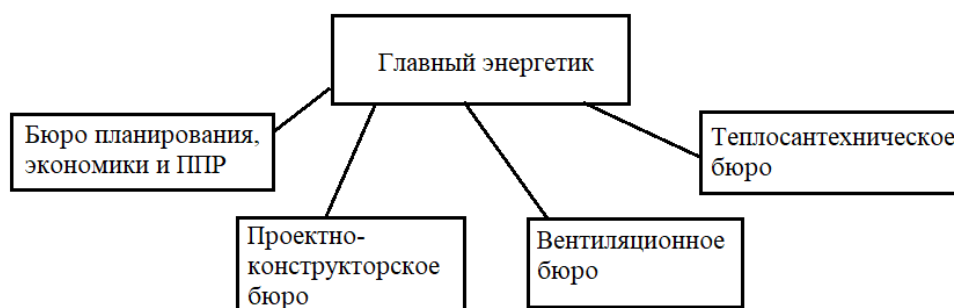 Главный энергетик
Бюро планирования,
экономики и ППР
Теплосантехническое
бюро
Проектно-
конструкторское
бюро
Вентиляционное
бюро